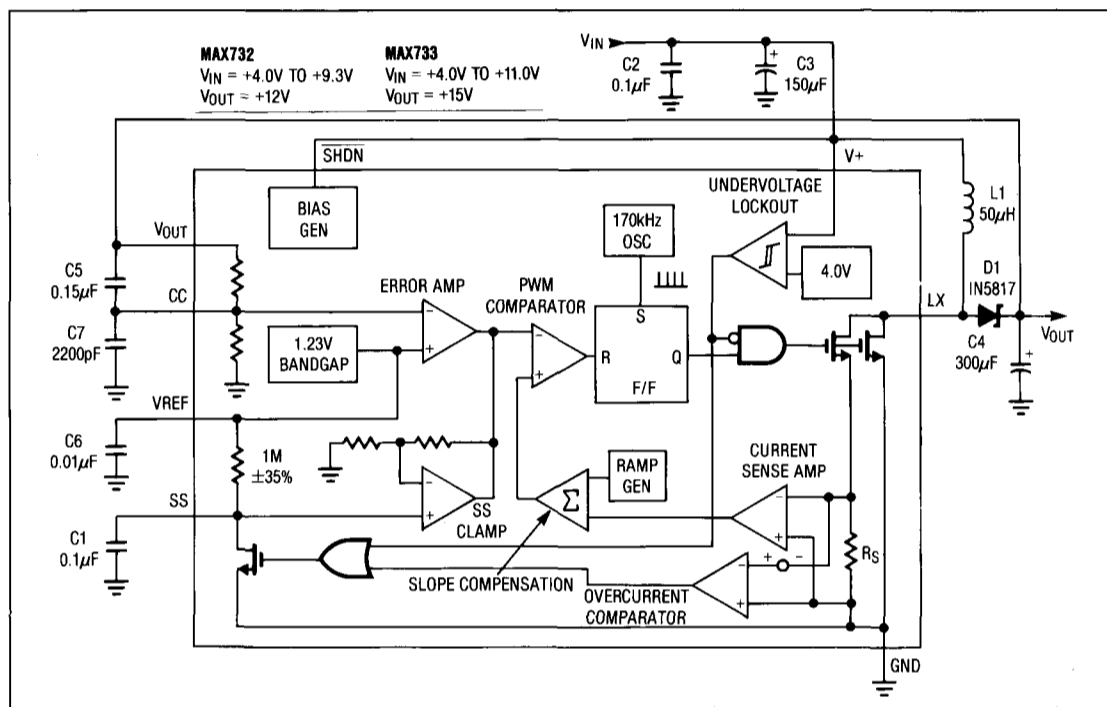 MAX732
VIN = +4.0V TO +9.3V
VOUT = +12V
MAX733
VIN = +4.0V TO +11.0V
VOUT = +15V
VIN
C2
0.1µF
+
C3
150µF
SHDN
V+
BIAS
GEN
UNDERVOLTAGE
LOCKOUT
L1
50µH
170kHz
OSC
VOUT
C5
0.15µF
CC
ERROR AMP
PWM
COMPARATOR
4.0V
D1
IN5817
LX
VOUT
C4
300µF
+
C7
2200pF
1.23V
BANDGAP
−
+
−
+
S
R
Q
F/F
VREF
C6
0.01µF
1M
±35%
SS
C1
0.1µF
−
+
SS
CLAMP
Σ
RAMP
GEN
CURRENT
SENSE AMP
−
+
RS
+ −
−
+
SLOPE COMPENSATION
OVERCURRENT
COMPARATOR
GND